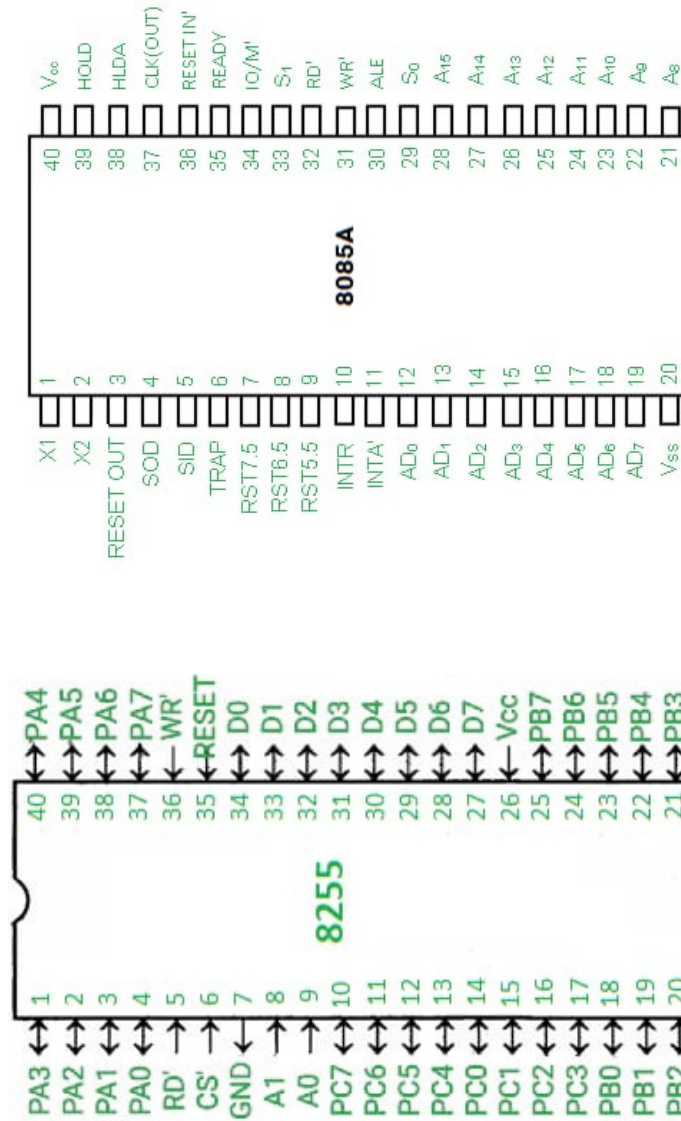 PA3 1 40 PA4
PA2 2 39 PA5
PA1 3 38 PA6
PA0 4 37 PA7
RD' 5 36 WR'
CS' 6 35 RESET
GND 7 34 D0
A1 8 33 D1
A0 9 32 D2
PC7 10 31 D3
8255
PC6 11 30 D4
PC5 12 29 D5
PC4 13 28 D6
PC0 14 27 D7
PC1 15 26 Vcc
PC2 16 25 PB7
PC3 17 24 PB6
PB0 18 23 PB5
PB1 19 22 PB4
PB2 20 21 PB3
X1 1 40 Vcc
X2 2 39 HOLD
RESET OUT 3 38 HLDA
SOD 4 37 CLK(OUT)
SID 5 36 RESET IN'
TRAP 6 35 READY
RST7.5 7 34 IO/M'
RST6.5 8 33 S1
RST5.5 9 32 RD'
INTR 10 31 WR'
8085A
INTA' 11 30 ALE
AD0 12 29 S0
AD1 13 28 A15
AD2 14 27 A14
AD3 15 26 A13
AD4 16 25 A12
AD5 17 24 A11
AD6 18 23 A10
AD7 19 22 A9
Vss 20 21 A8